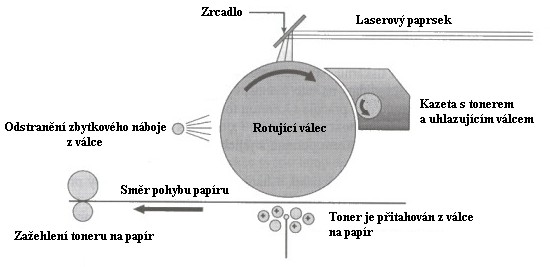 Zrcadlo
Laserový paprsek
Kazeta s tonerem
a uhlazujícím válcem
Odstranění zbytkového náboje
z válce
Rotující válec
Směr pohybu papíru
Zažehlení toneru na papír
Toner je přitahován z válce
na papír